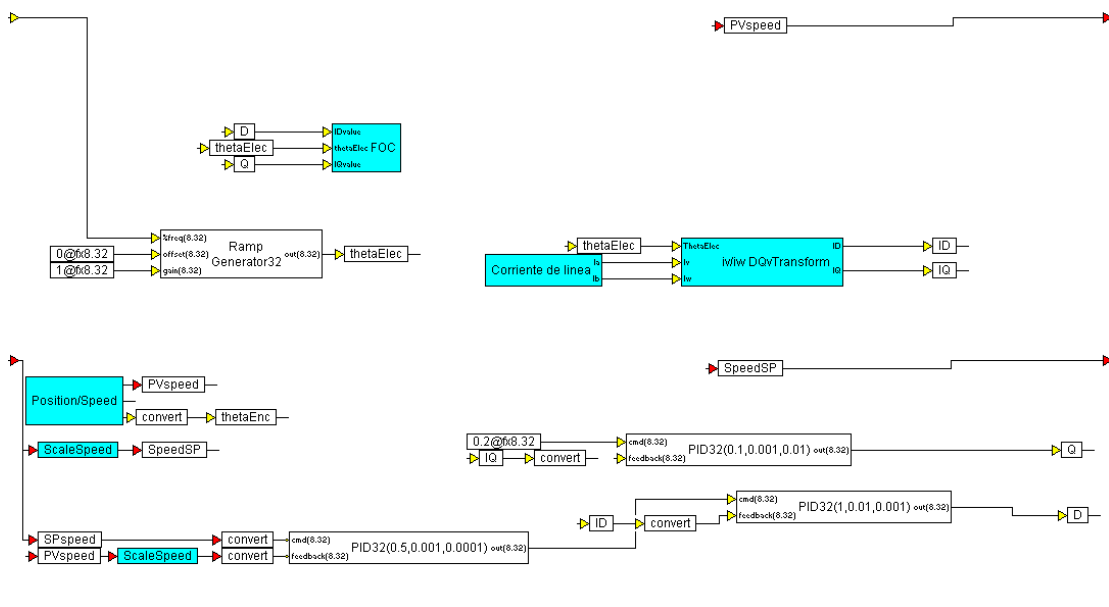 PVspeed
D
IDvalue
thetaElec
thetaElec FOC
Q
IQvalue
%freq(8.32)
0@fx8.32
offset(8.32)
1@fx8.32
gain(8.32)
Ramp
Generator32
out(8.32)
thetaElec
thetaElec
ThetaElec
Corriente de linea
Ia
Ib
Iv
Iw
iv/iw DQvTransform
ID
IQ
ID
IQ
SpeedSP
Position/Speed
PVspeed
convert
thetaEnc
ScaleSpeed
SpeedSP
0.2@fx8.32
cmd(8.32)
IQ
convert
feedback(8.32)
PID32(0.1,0.001,0.01)
out(8.32)
Q
ID
convert
cmd(8.32)
feedback(8.32)
PID32(1,0.01,0.001)
out(8.32)
D
SPspeed
convert
cmd(8.32)
PVspeed
ScaleSpeed
convert
feedback(8.32)
PID32(0.5,0.001,0.0001)
out(8.32)